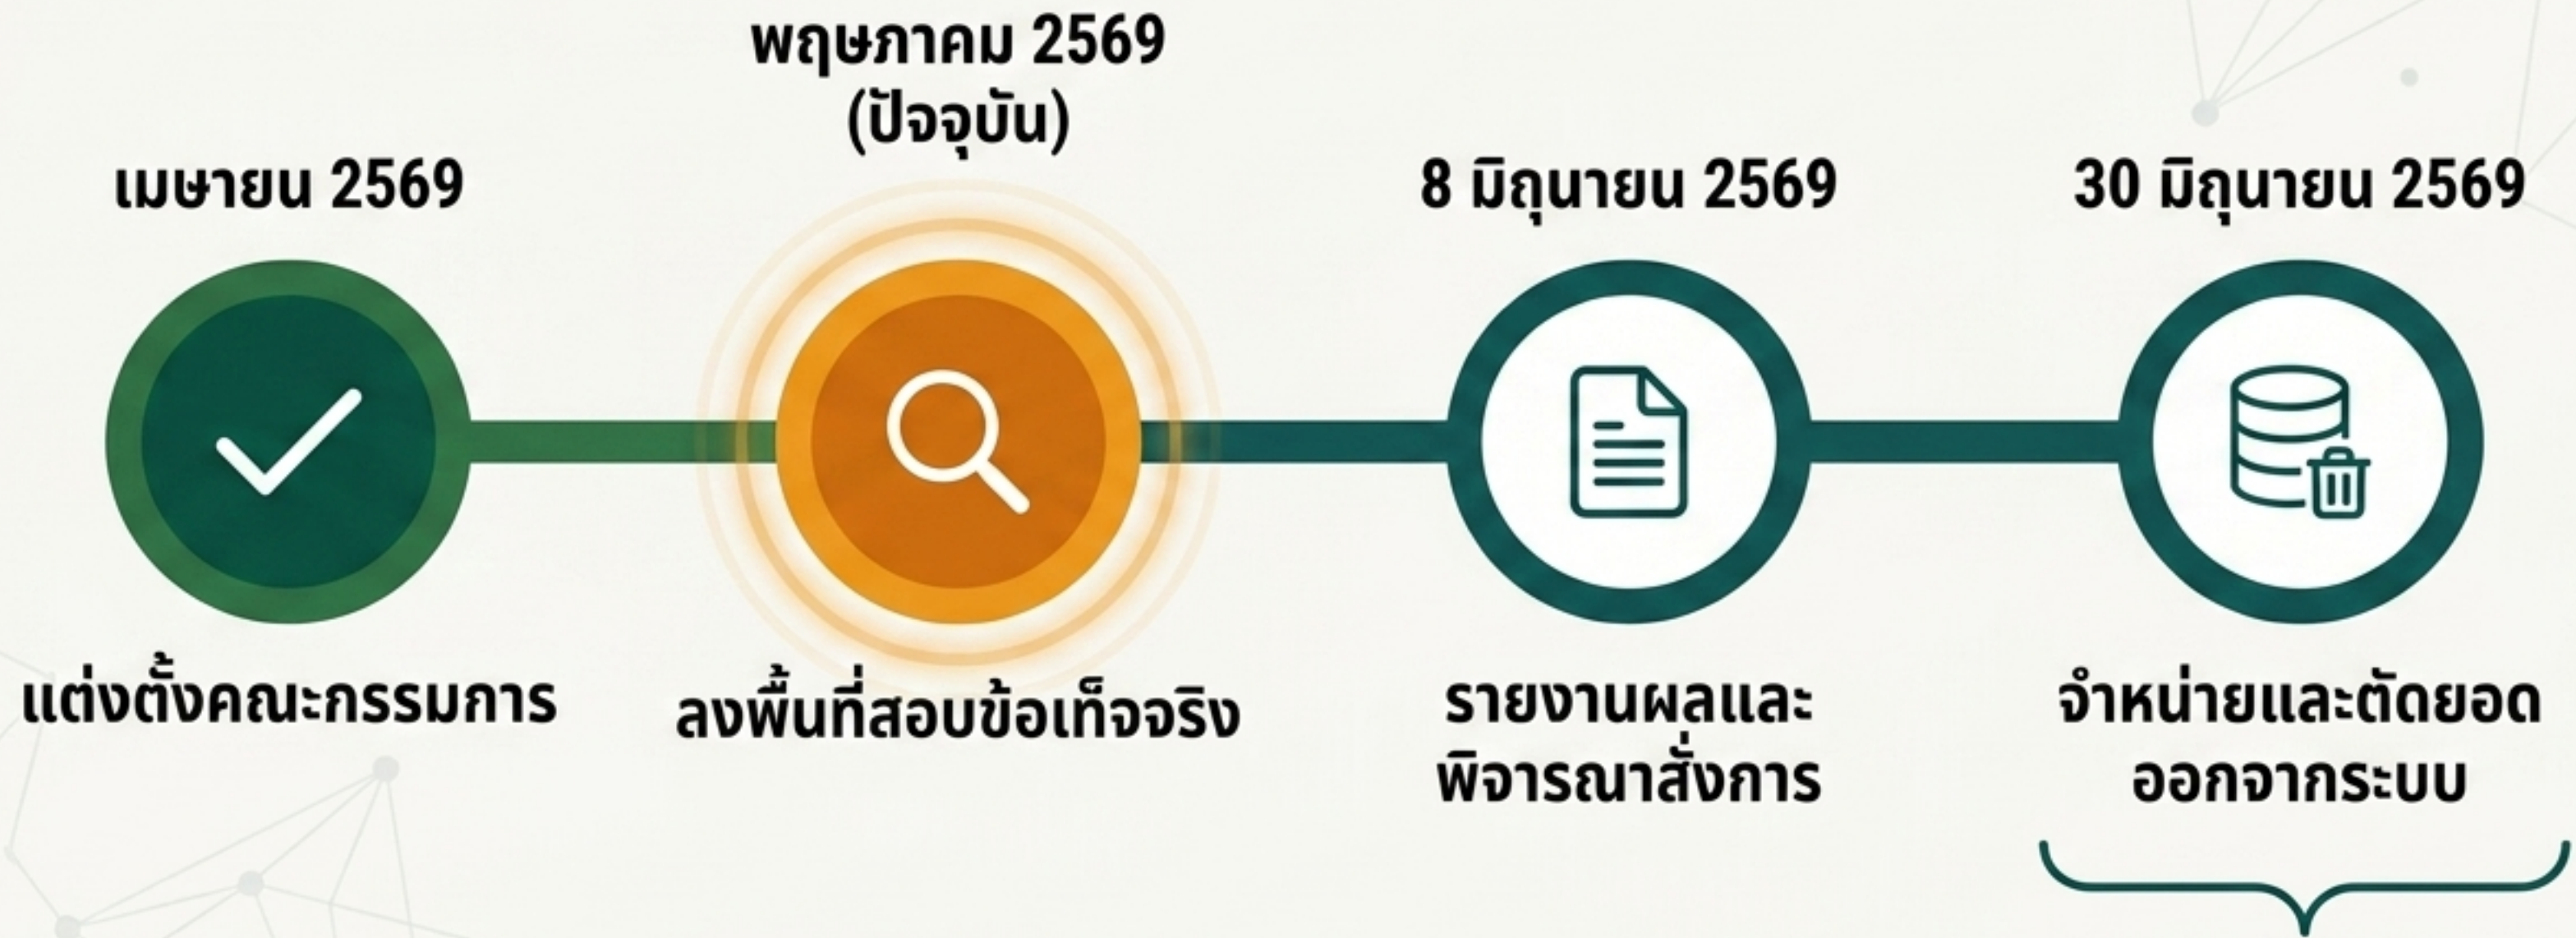 เมษายน 2569
แต่งตั้งคณะกรรมการ
พฤษภาคม 2569
(ปัจจุบัน)
ลงพื้นที่สอบข้อเท็จจริง
8 มิถุนายน 2569
รายงานผลและ
พิจารณาสั่งการ
30 มิถุนายน 2569
จำหน่ายและตัดยอด
ออกจากระบบ